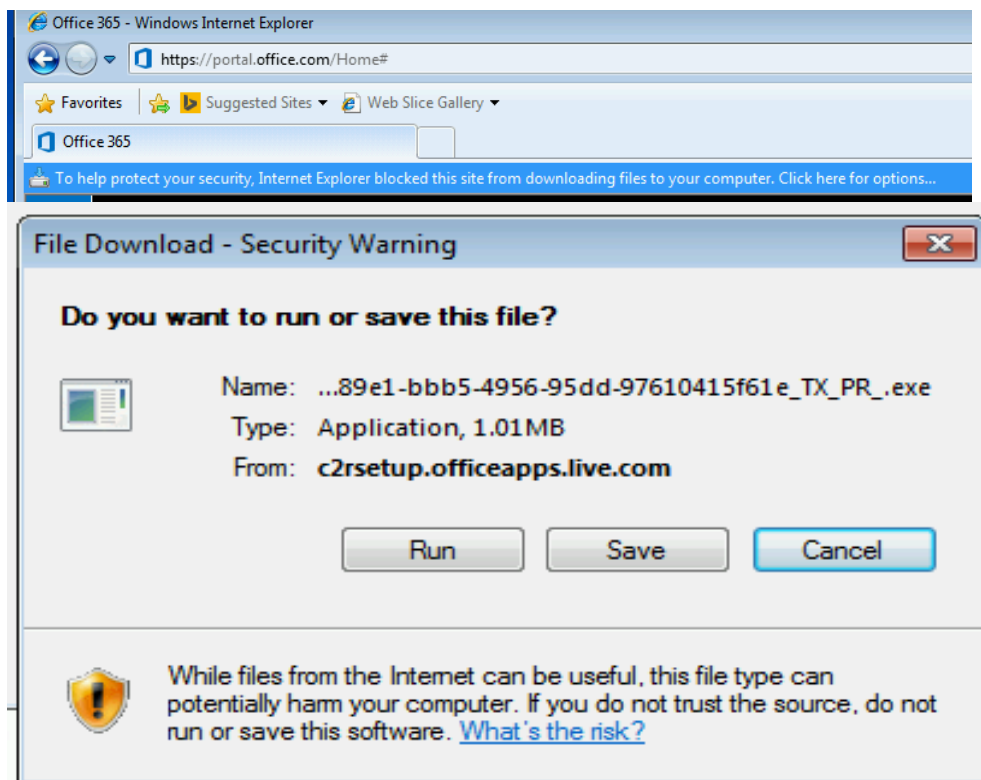 Office 365 - Windows Internet Explorer
https://portal.office.com/Home#
Favorites Suggested Sites Web Slice Gallery
Office 365
To help protect your security, Internet Explorer blocked this site from downloading files to your computer. Click here for options...
File Download - Security Warning
Do you want to run or save this file?
Name: ...89e1-bbb5-4956-95dd-97610415f61e_TX_PR_.exe
Type: Application, 1.01MB
From: c2rsetup.officeapps.live.com
Run Save Cancel
While files from the Internet can be useful, this file type can
potentially harm your computer. If you do not trust the source, do not
run or save this software. What's the risk?